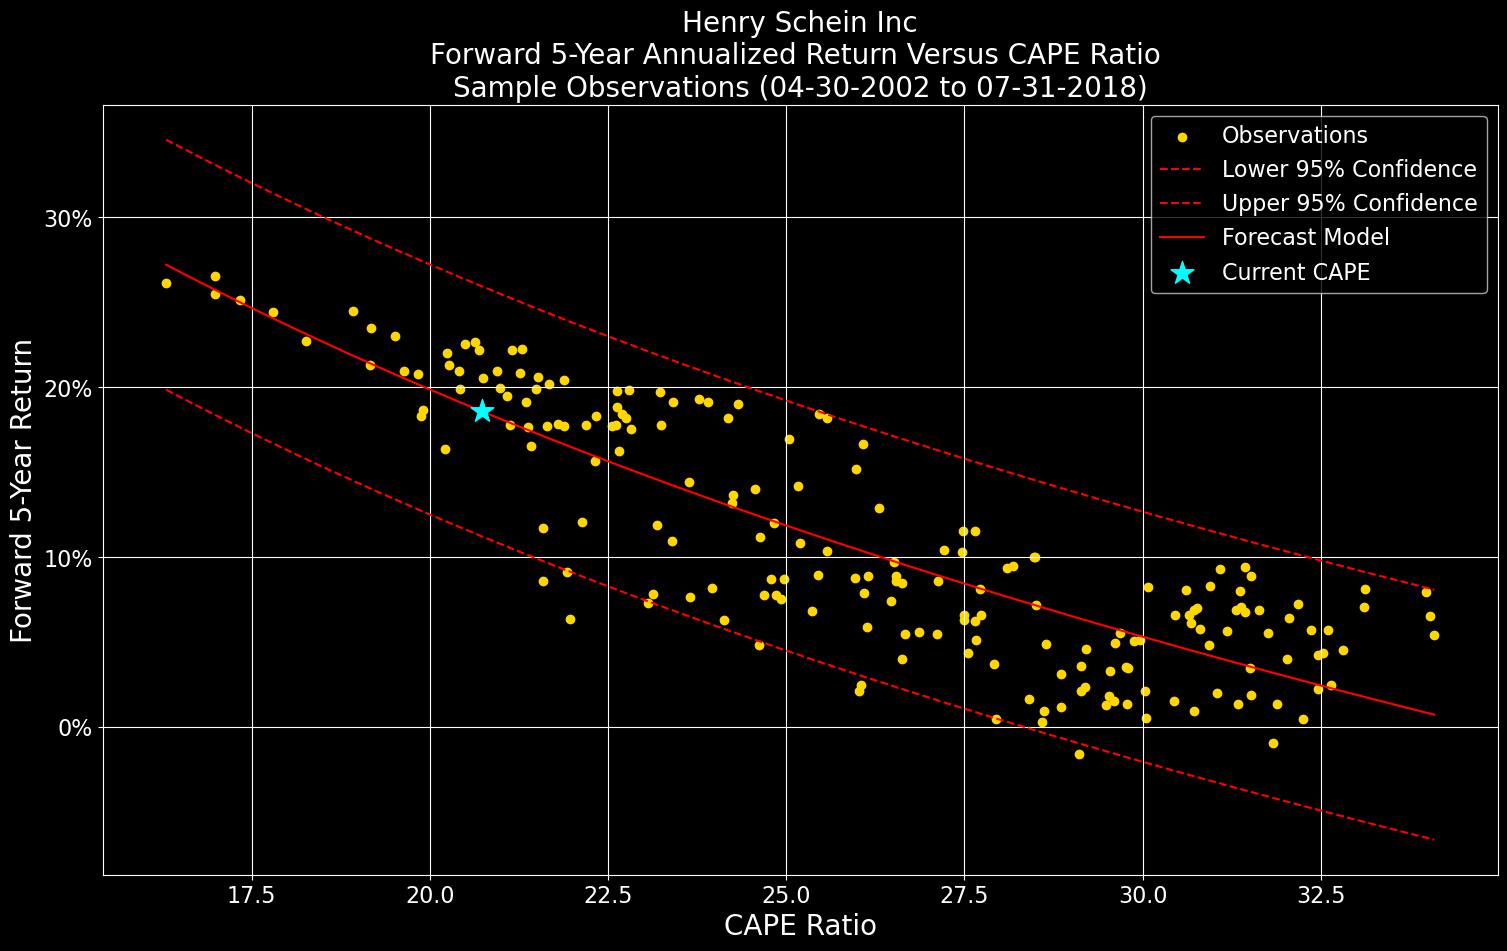 Henry Schein Inc
Forward 5-Year Annualized Return Versus CAPE Ratio
Sample Observations (04-30-2002 to 07-31-2018)
Observations
Lower 95% Confidence
Upper 95% Confidence
Forecast Model
Current CAPE
Forward 5-Year Return
30%
20%
10%
0%
17.5 20.0 22.5 25.0 27.5 30.0 32.5
CAPE Ratio